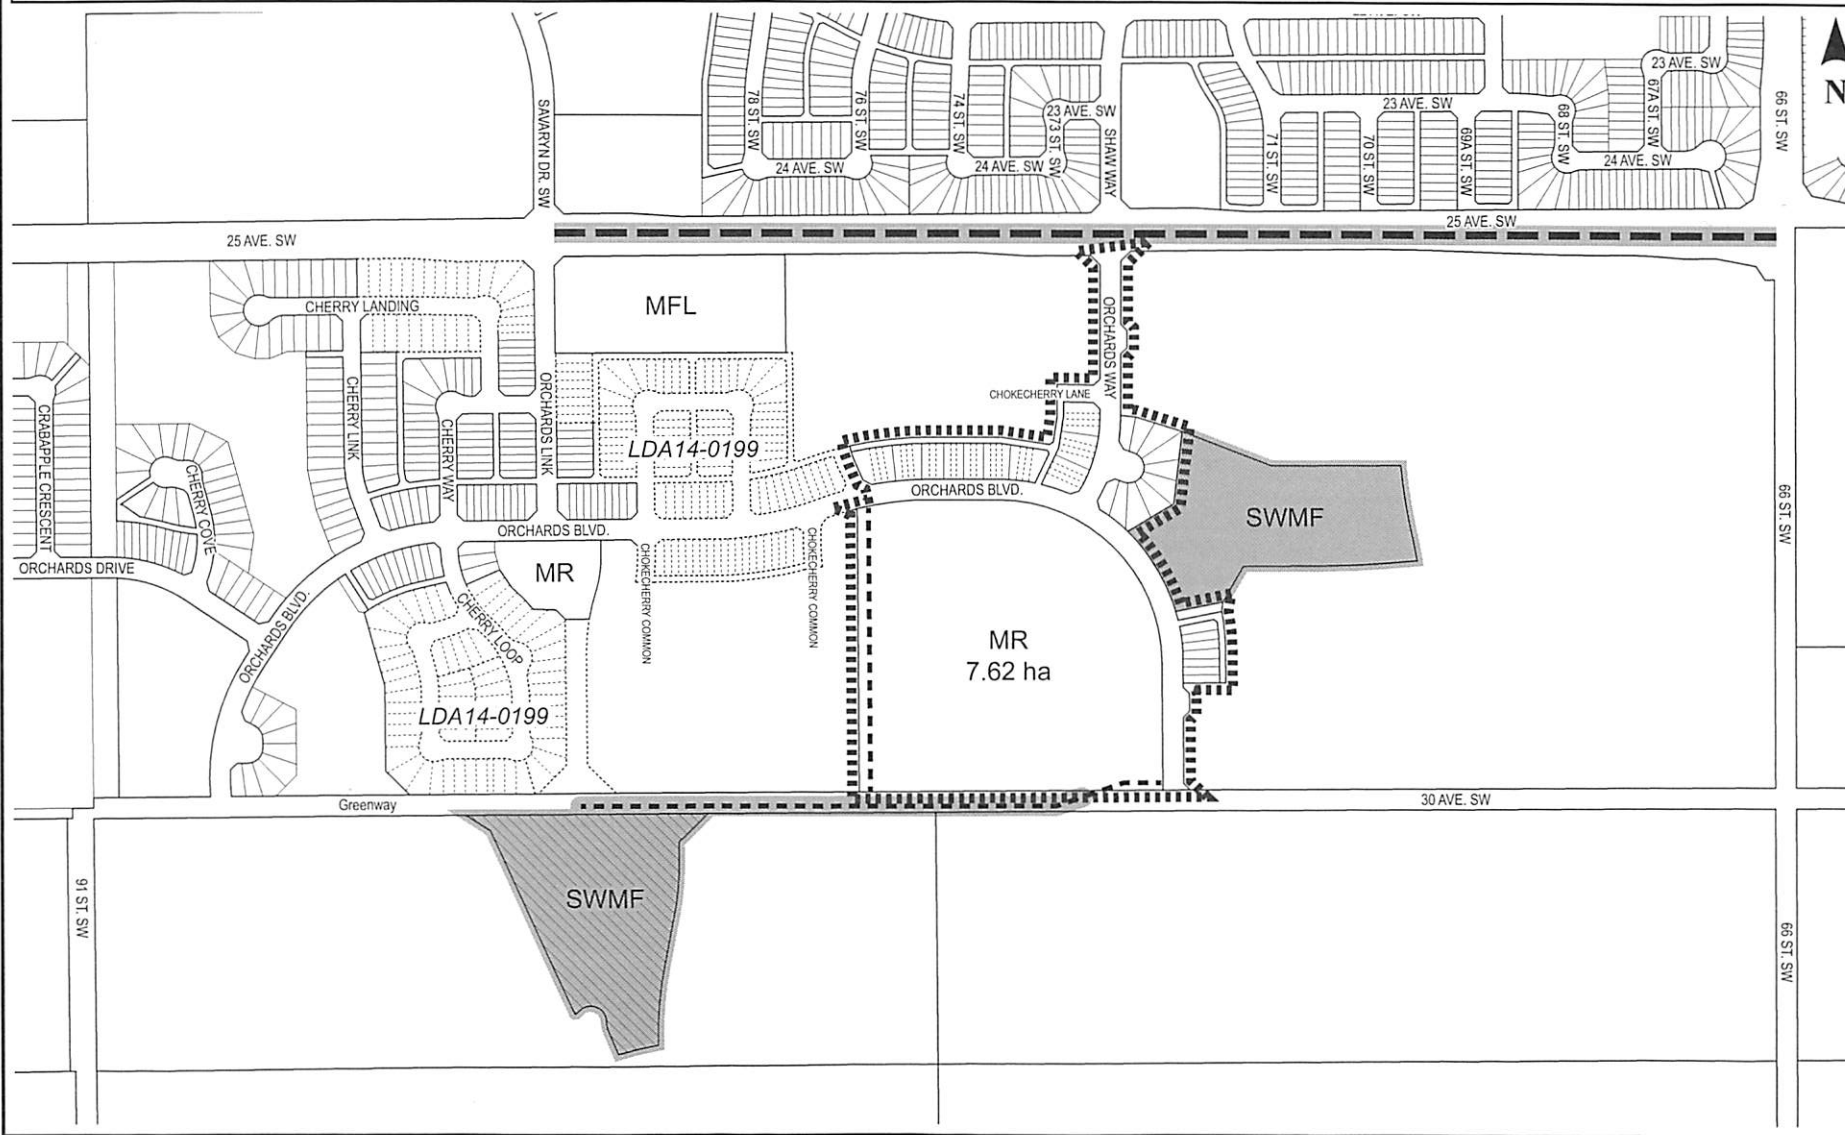 N
SAVARYN DR. SW
78 ST. SW
76 ST. SW
74 ST. SW
23 AVE. SW
73 ST. SW
SHAW WAY
24 AVE. SW
24 AVE. SW
23 AVE. SW
71 ST. SW
70 ST. SW
69A ST. SW
68 ST. SW
67A ST. SW
23 AVE. SW
24 AVE. SW
66 ST. SW
25 AVE. SW
25 AVE. SW
CHERRY LANDING
MFL
ORCHARDS WAY
CHOKECHERRY LANE
CRABAPPLE CRESCENT
CHERRY LINK
CHERRY WAY
ORCHARDS LINK
LDA14-0199
CHERRY COVE
ORCHARDS BLVD.
ORCHARDS BLVD.
SWMF
66 ST. SW
ORCHARDS DRIVE
MR
CHOKECHERRY COMMON
CHOKECHERRY COMMON
ORCHARDS BLVD.
CHERRY LOOP
MR
7.62 ha
LDA14-0199
Greenway
30 AVE. SW
91 ST. SW
SWMF
66 ST. SW